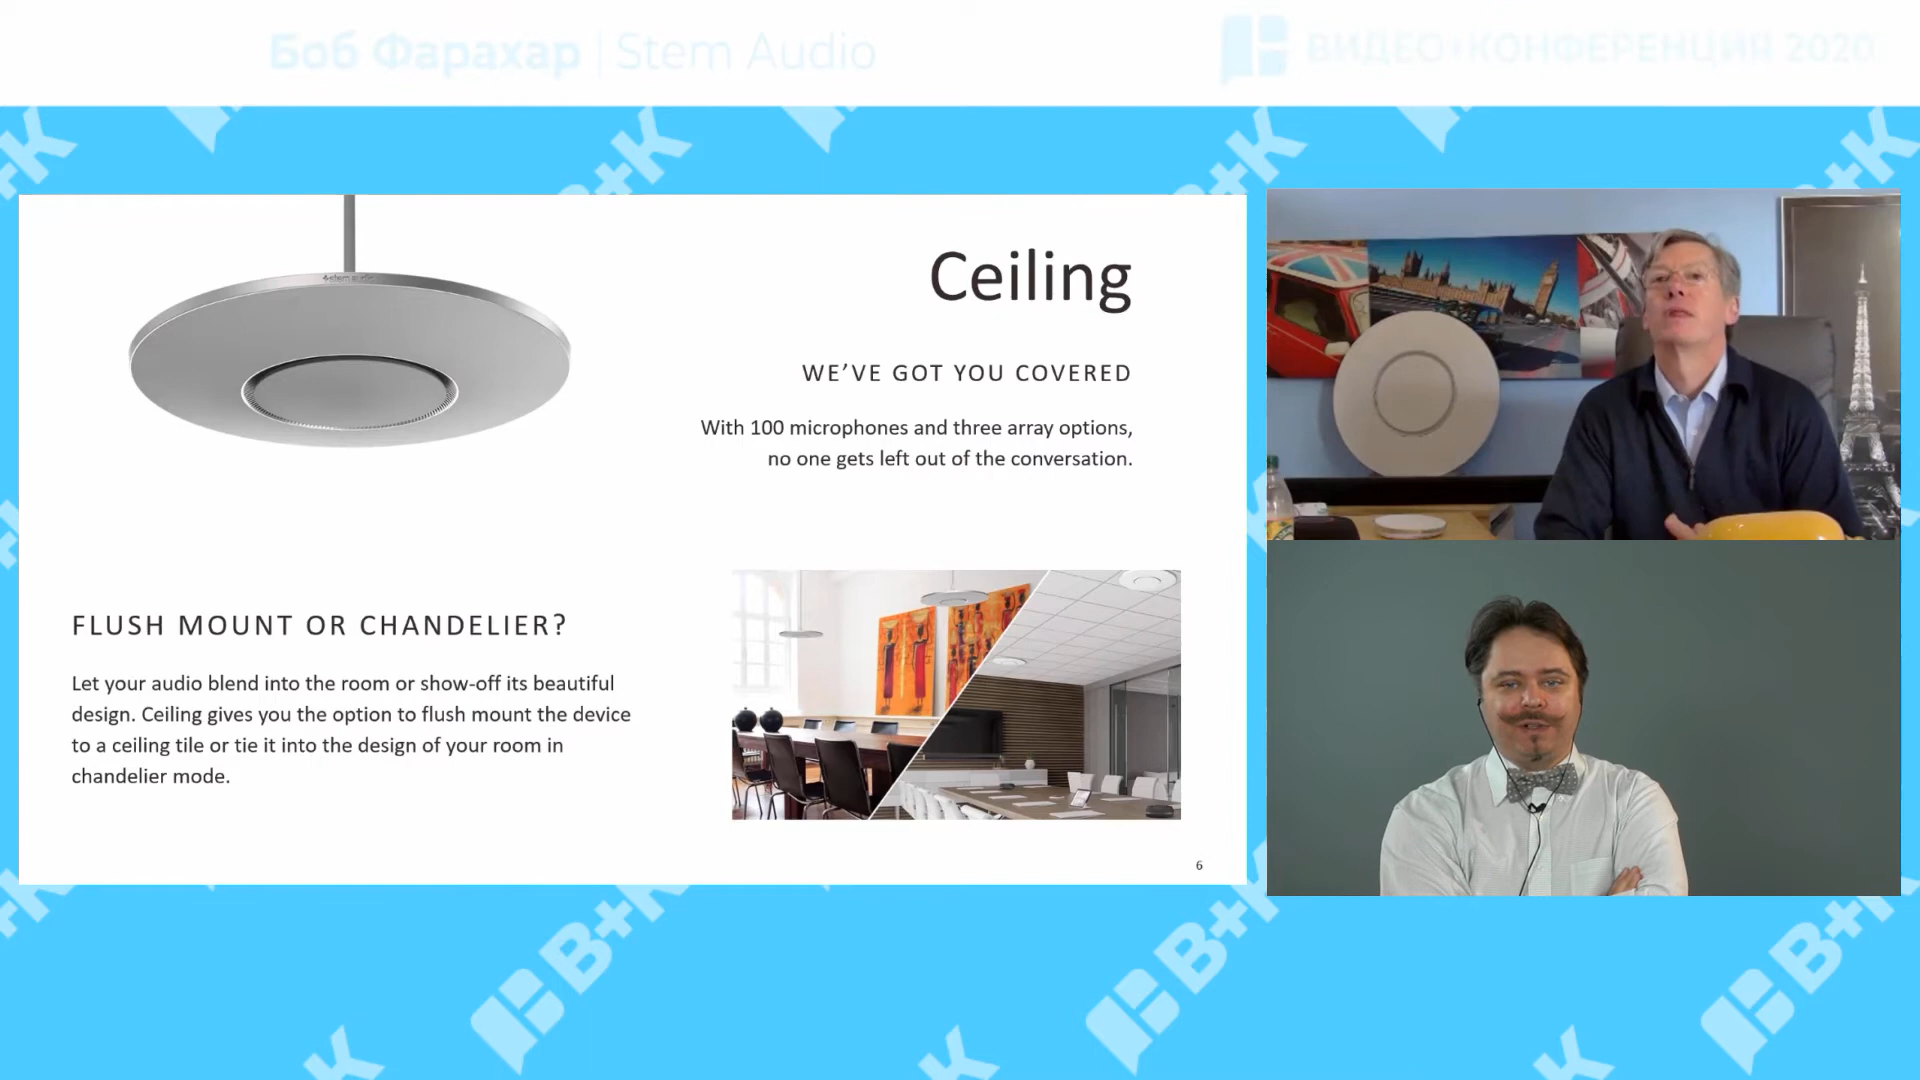 Боб Фарахар | Stem Audio
ВИДЕО+КОНФЕРЕНЦИЯ 2020
Ceiling
WE’VE GOT YOU COVERED
With 100 microphones and three array options,
no one gets left out of the conversation.
FLUSH MOUNT OR CHANDELIER?
Let your audio blend into the room or show-off its beautiful
design. Ceiling gives you the option to flush mount the device
to a ceiling tile or tie it into the design of your room in
chandelier mode.
6
В+К
В+К
В+К